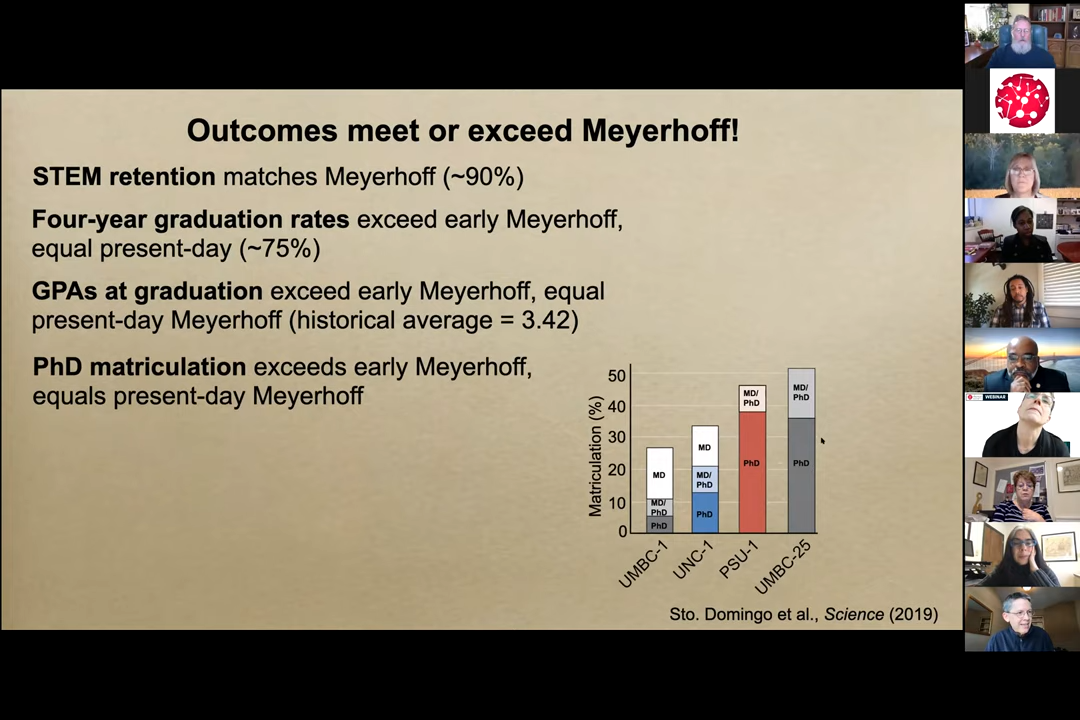 Outcomes meet or exceed Meyerhoff!
STEM retention matches Meyerhoff (~90%)
Four-year graduation rates exceed early Meyerhoff,
equal present-day (~75%)
GPAs at graduation exceed early Meyerhoff, equal
present-day Meyerhoff (historical average = 3.42)
PhD matriculation exceeds early Meyerhoff,
equals present-day Meyerhoff
Matriculation (%)
50
40
30
20
10
0
MD
MD/
PhD
PhD
MD
MD/
PhD
PhD
MD/
PhD
PhD
MD/
PhD
PhD
UMBC-1
UNC-1
PSU-1
UMBC-25
Sto. Domingo et al., Science (2019)
WEBINAR